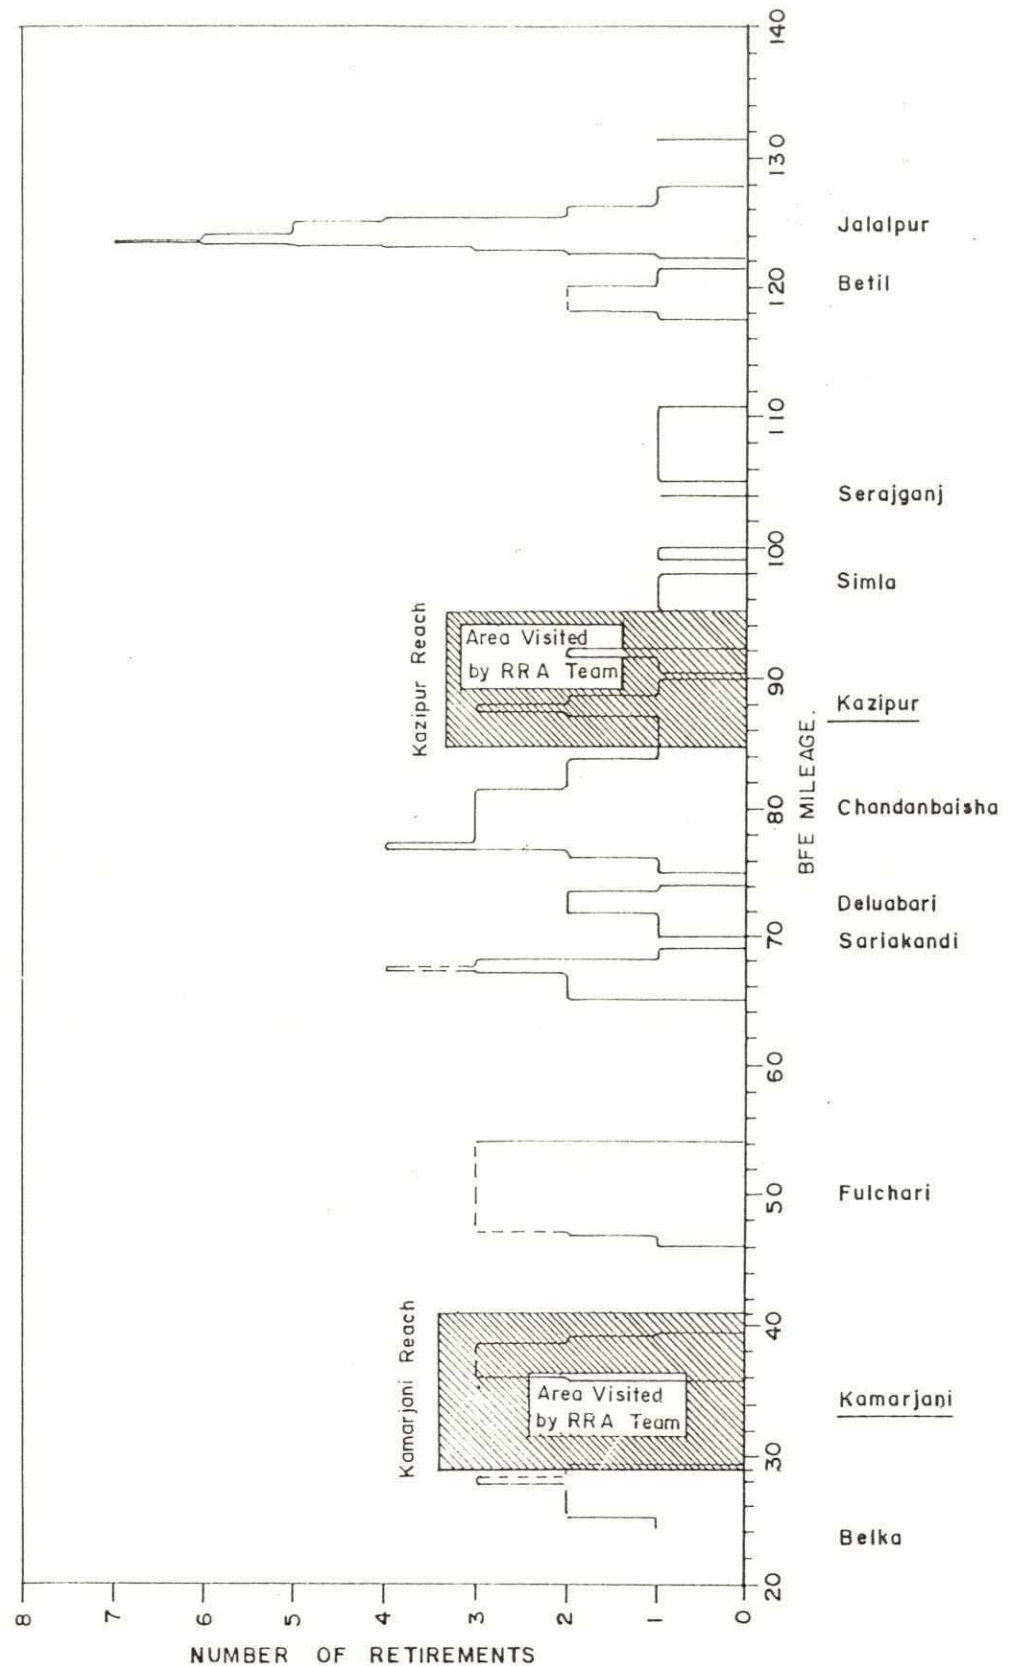 140
130
120
110
100
90
80
70
60
50
40
30
20
BFE MILEAGE.
Jalalpur
Betil
Serajganj
Simla
Kazipur
Chandanbaisha
Deluabari
Sariakandi
Fulchari
Kamarjani
Belka
Kazipur Reach
Area Visited
by RRA Team
Kamarjani Reach
Area Visited
by RRA Team
8 7 6 5 4 3 2 1 0
NUMBER OF RETIREMENTS